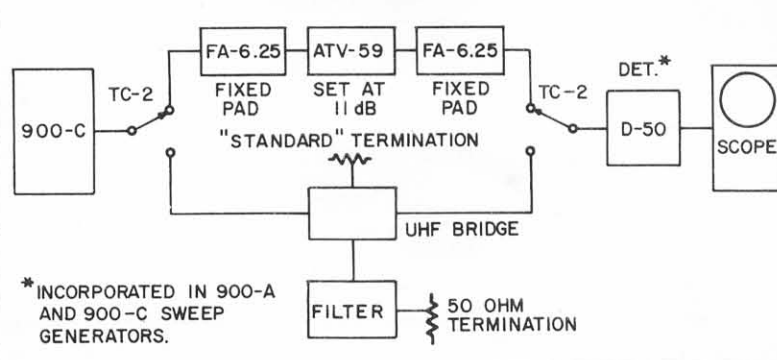 FA-6.25
ATV-59
FA-6.25
900-C
TC-2
FIXED
PAD
SET AT
11 dB
FIXED
PAD
TC-2
DET.*
D-50
SCOPE
"STANDARD" TERMINATION
UHF BRIDGE
FILTER
50 OHM
TERMINATION
*INCORPORATED IN 900-A
AND 900-C SWEEP
GENERATORS.